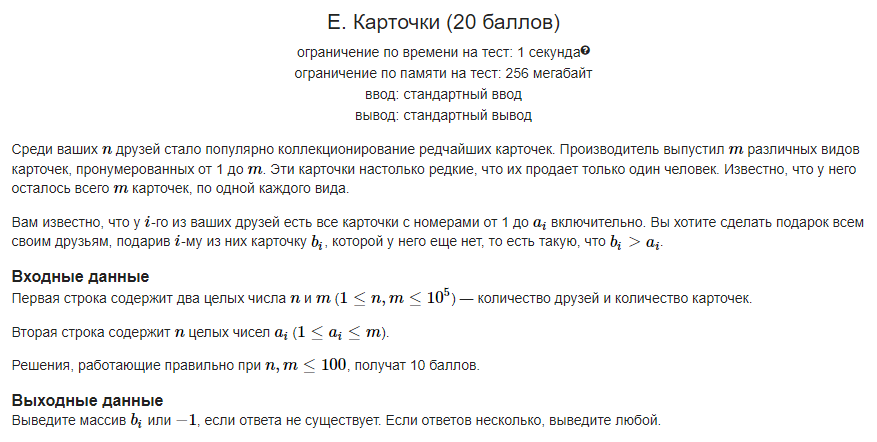 E. Карточки (20 баллов)
ограничение по времени на тест: 1 секунда?
ограничение по памяти на тест: 256 мегабайт
ввод: стандартный ввод
вывод: стандартный вывод
Среди ваших n друзей стало популярно коллекционирование редчайших карточек. Производитель выпустил m различных видов
карточек, пронумерованных от 1 до m. Эти карточки настолько редкие, что их продает только один человек. Известно, что у него
осталось всего m карточек, по одной каждого вида.
Вам известно, что у i-го из ваших друзей есть все карточки с номерами от 1 до a_i включительно. Вы хотите сделать подарок всем
своим друзьям, подарив i-му из них карточку b_i, которой у него еще нет, то есть такую, что b_i > a_i.
Входные данные
Первая строка содержит два целых числа n и m (1 ≤ n, m ≤ 10^5) — количество друзей и количество карточек.
Вторая строка содержит n целых чисел a_i (1 ≤ a_i ≤ m).
Решения, работающие правильно при n, m ≤ 100, получат 10 баллов.
Выходные данные
Выведите массив b_i или −1, если ответа не существует. Если ответов несколько, выведите любой.